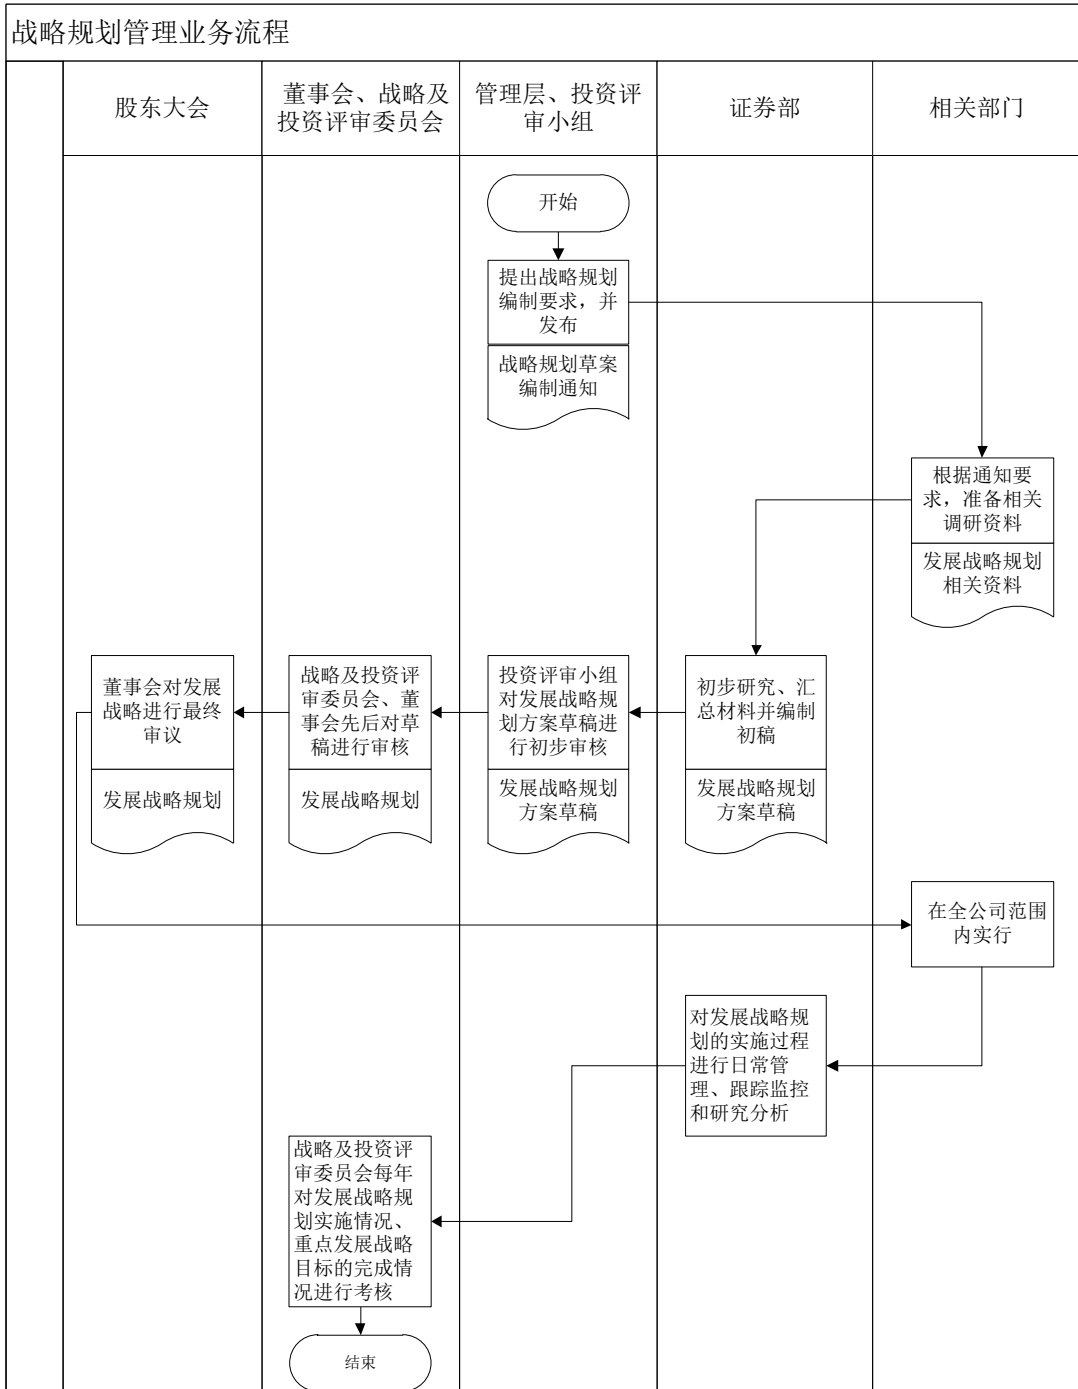 战略规划管理业务流程
股东大会
董事会、战略及
投资评审委员会
管理层、投资评
审小组
证券部
相关部门
开始
提出战略规划
编制要求，并
发布
战略规划草案
编制通知
根据通知要
求，准备相关
调研资料
发展战略规划
相关资料
董事会对发展
战略进行最终
审议
发展战略规划
战略及投资评
审委员会、董
事会先后对草
稿进行审核
发展战略规划
投资评审小组
对发展战略规
划方案草稿进
行初步审核
发展战略规划
方案草稿
初步研究、汇
总材料并编制
初稿
发展战略规划
方案草稿
在全公司范围
内实行
对发展战略规
划的实施过程
进行日常管
理、跟踪监控
和研究分析
战略及投资评
审委员会每年
对发展战略规
划实施情况、
重点发展战略
目标的完成情
况进行考核
结束